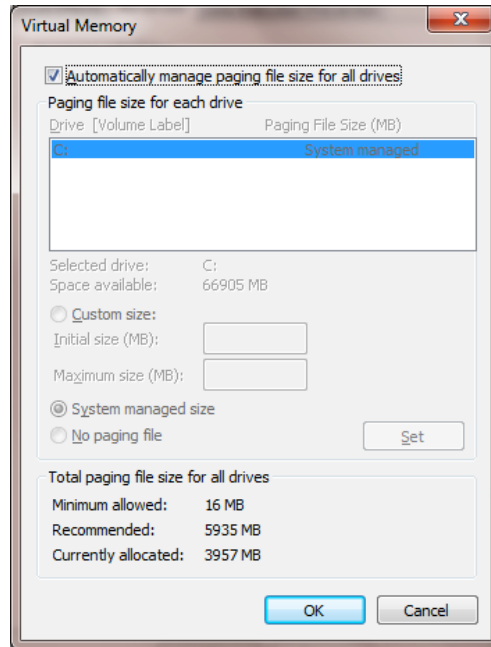 Virtual Memory
Automatically manage paging file size for all drives
Paging file size for each drive
Drive [Volume Label] Paging File Size (MB)
C: System managed
Selected drive: C:
Space available: 66905 MB
Custom size:
Initial size (MB):
Maximum size (MB):
System managed size
No paging file Set
Total paging file size for all drives
Minimum allowed: 16 MB
Recommended: 5935 MB
Currently allocated: 3957 MB
OK Cancel